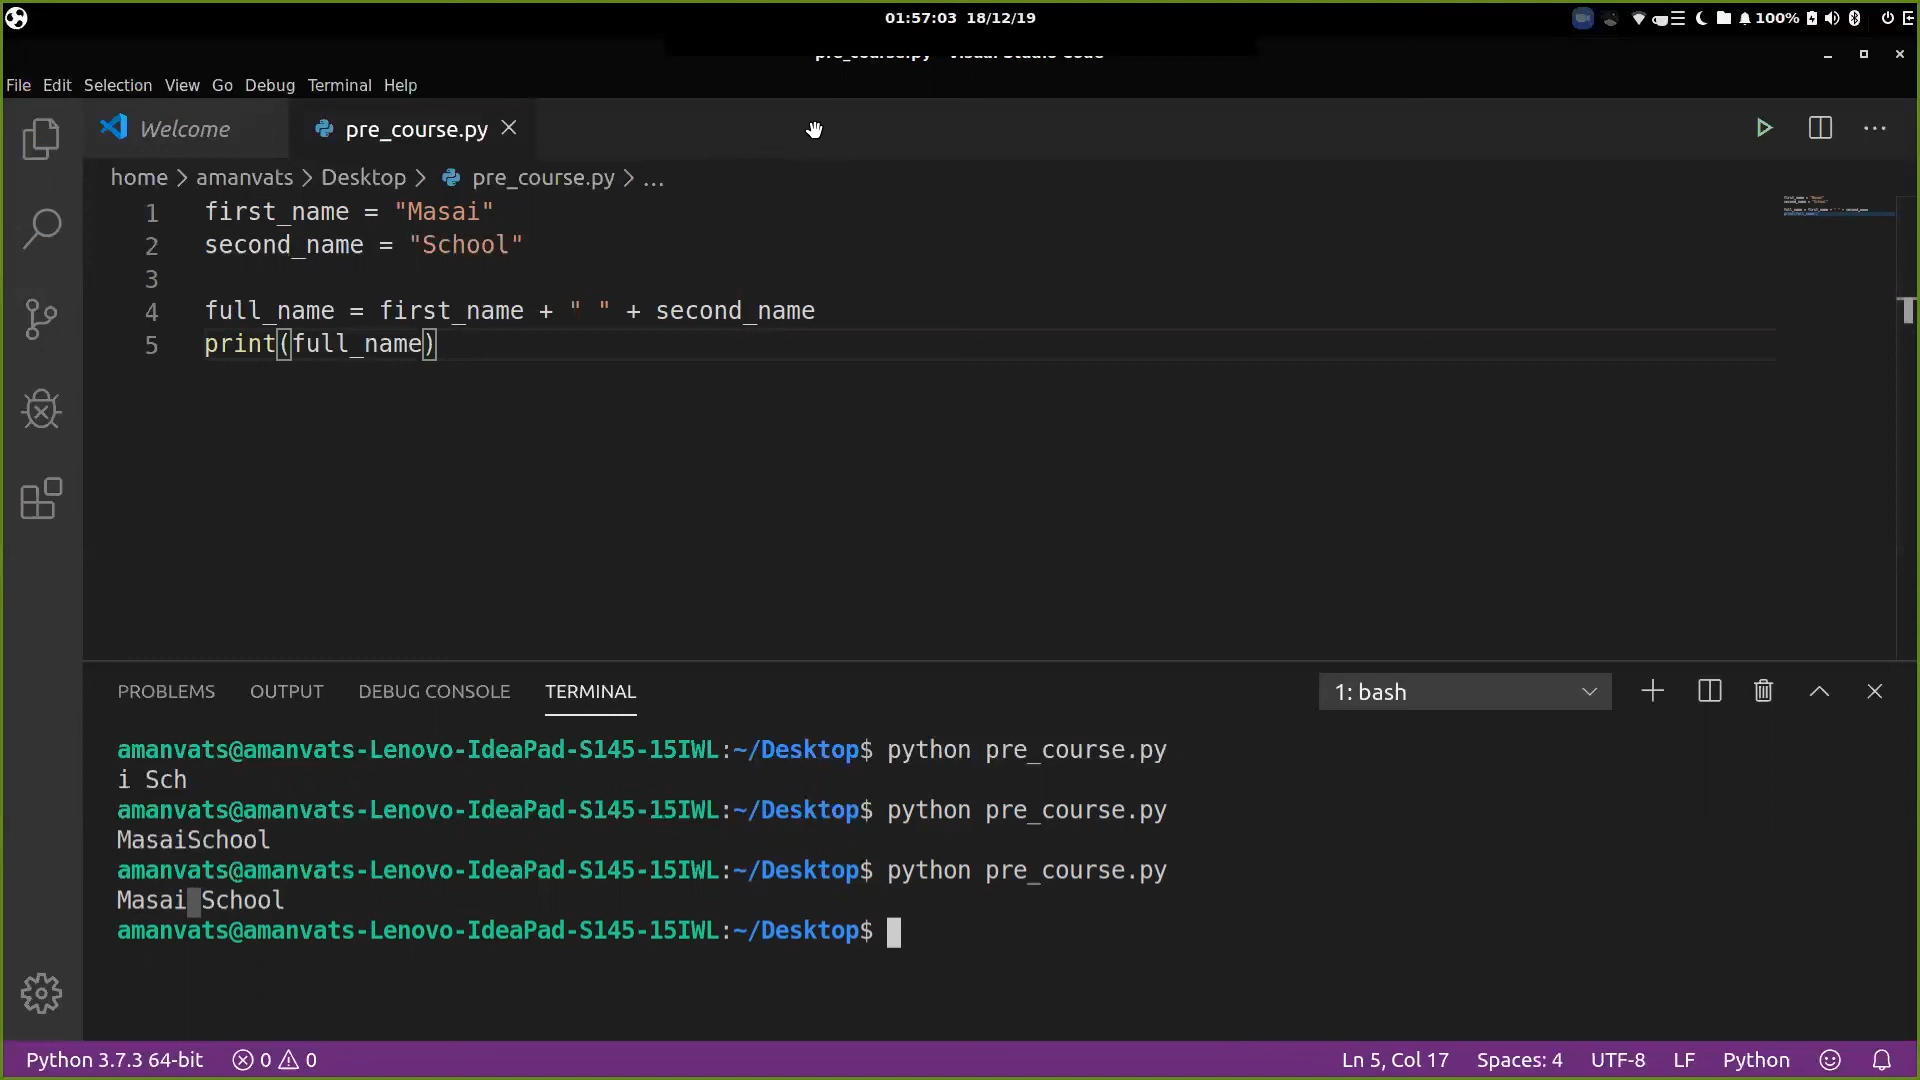 01:57:03 18/12/19
100%
pre_course.py - Visual Studio Code
File Edit Selection View Go Debug Terminal Help
Welcome pre_course.py
home > amanvats > Desktop > pre_course.py > ...
1 first_name = "Masai"
2 second_name = "School"
3
4 full_name = first_name + " " + second_name
5 print(full_name)
PROBLEMS OUTPUT DEBUG CONSOLE TERMINAL 1: bash
amanvats@amanvats-Lenovo-IdeaPad-S145-15IWL:~/Desktop$ python pre_course.py
i Sch
amanvats@amanvats-Lenovo-IdeaPad-S145-15IWL:~/Desktop$ python pre_course.py
MasaiSchool
amanvats@amanvats-Lenovo-IdeaPad-S145-15IWL:~/Desktop$ python pre_course.py
Masai School
amanvats@amanvats-Lenovo-IdeaPad-S145-15IWL:~/Desktop$
Python 3.7.3 64-bit 0 0 Ln 5, Col 17 Spaces: 4 UTF-8 LF Python